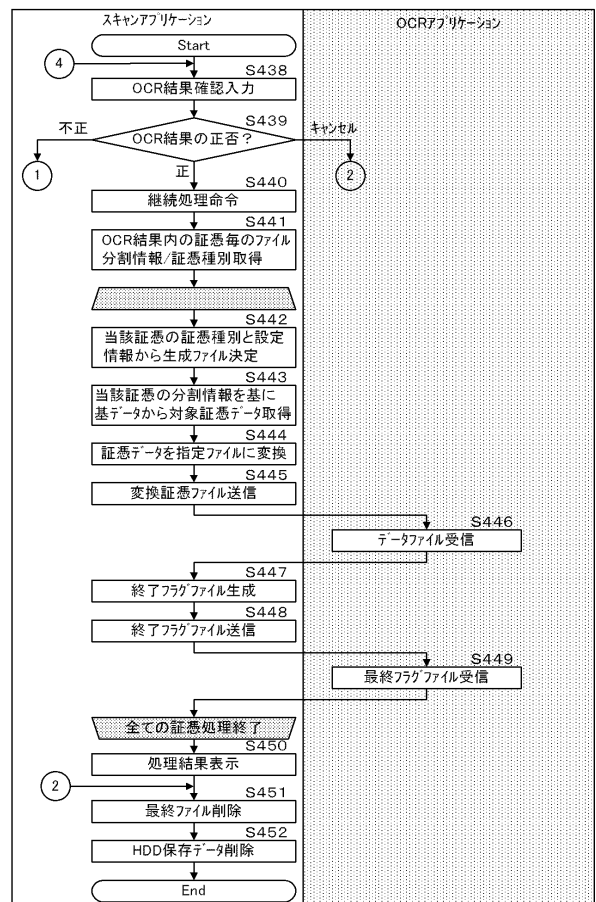 スキャンアプリケーション
OCRアプリケーション
Start
4
S438
OCR結果確認入力
S439
不正
OCR結果の正否？
キャンセル
1
正
2
S440
継続処理命令
S441
OCR結果内の証憑毎のファイル
分割情報/証憑種別取得
S442
当該証憑の証憑種別と設定
情報から生成ファイル決定
S443
当該証憑の分割情報を基に
基データから対象証憑データ取得
S444
証憑データを指定ファイルに変換
S445
変換証憑ファイル送信
S446
データファイル受信
S447
終了フラグファイル生成
S448
終了フラグファイル送信
S449
最終フラグファイル受信
全ての証憑処理終了
S450
処理結果表示
2
S451
最終ファイル削除
S452
HDD保存データ削除
End